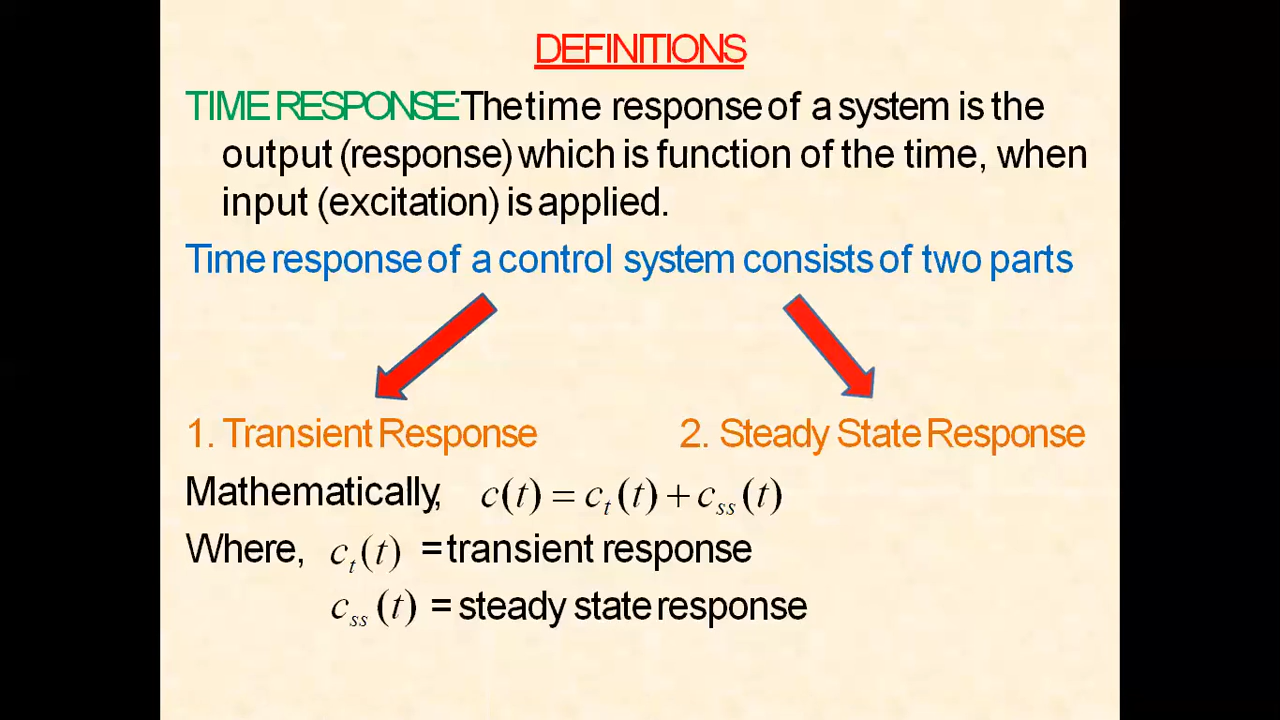 DEFINITIONS
TIME RESPONSE:The time response of a system is the
output (response) which is function of the time, when
input (excitation) is applied.
Time response of a control system consists of two parts
1. Transient Response 2. Steady State Response
Mathematically, c(t) = c_t(t) + c_ss(t)
Where, c_t(t) = transient response
c_ss(t) = steady state response